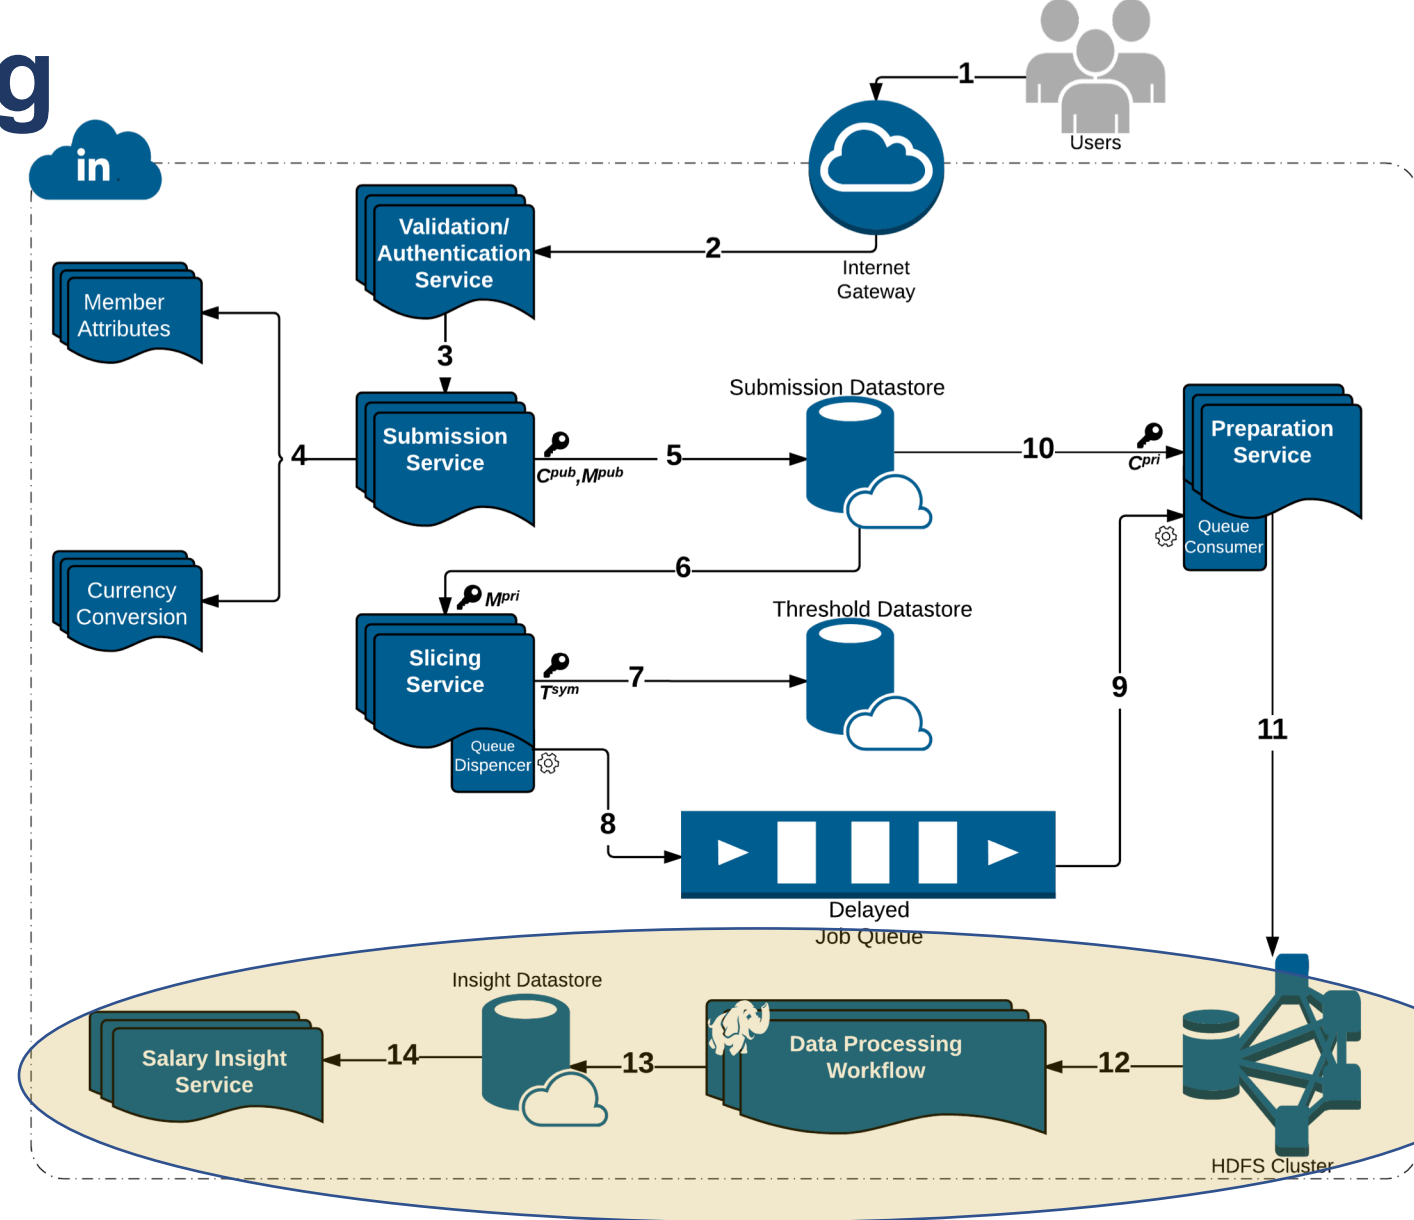 g
in
1
Users
Validation/
Authentication
Service
2
Internet
Gateway
Member
Attributes
3
Submission Datastore
Submission
Service
4
Cpub,Mpub
5
10
Cpri
Preparation
Service
Queue
Consumer
6
Mpri
Currency
Conversion
Threshold Datastore
Slicing
Service
Tsym
7
9
11
Queue
Dispencer
8
Delayed
Job Queue
Insight Datastore
Salary Insight
Service
14
13
Data Processing
Workflow
12
HDFS Cluster